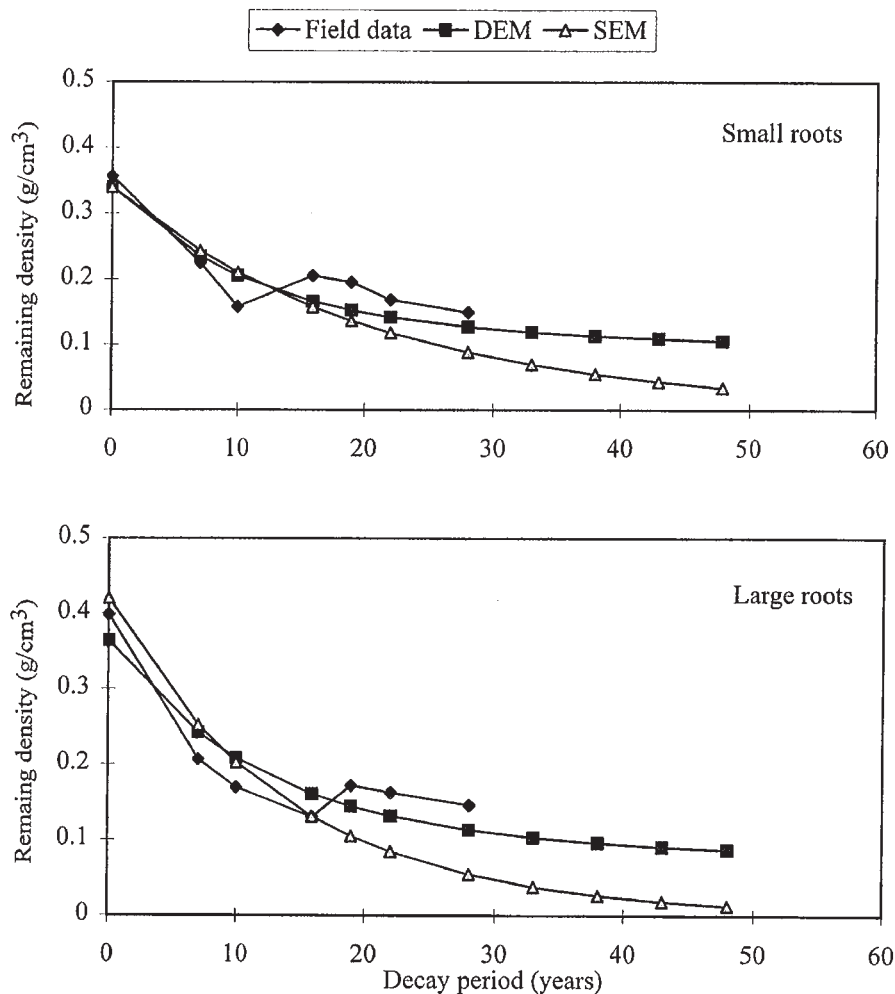 Field data DEM SEM
0.5
Small roots
0.4
0.3
0.2
0.1
0
Remaining density (g/cm³)
0 10 20 30 40 50 60
0.5
Large roots
0.4
0.3
0.2
0.1
0
Remaing density (g/cm³)
0 10 20 30 40 50 60
Decay period (years)